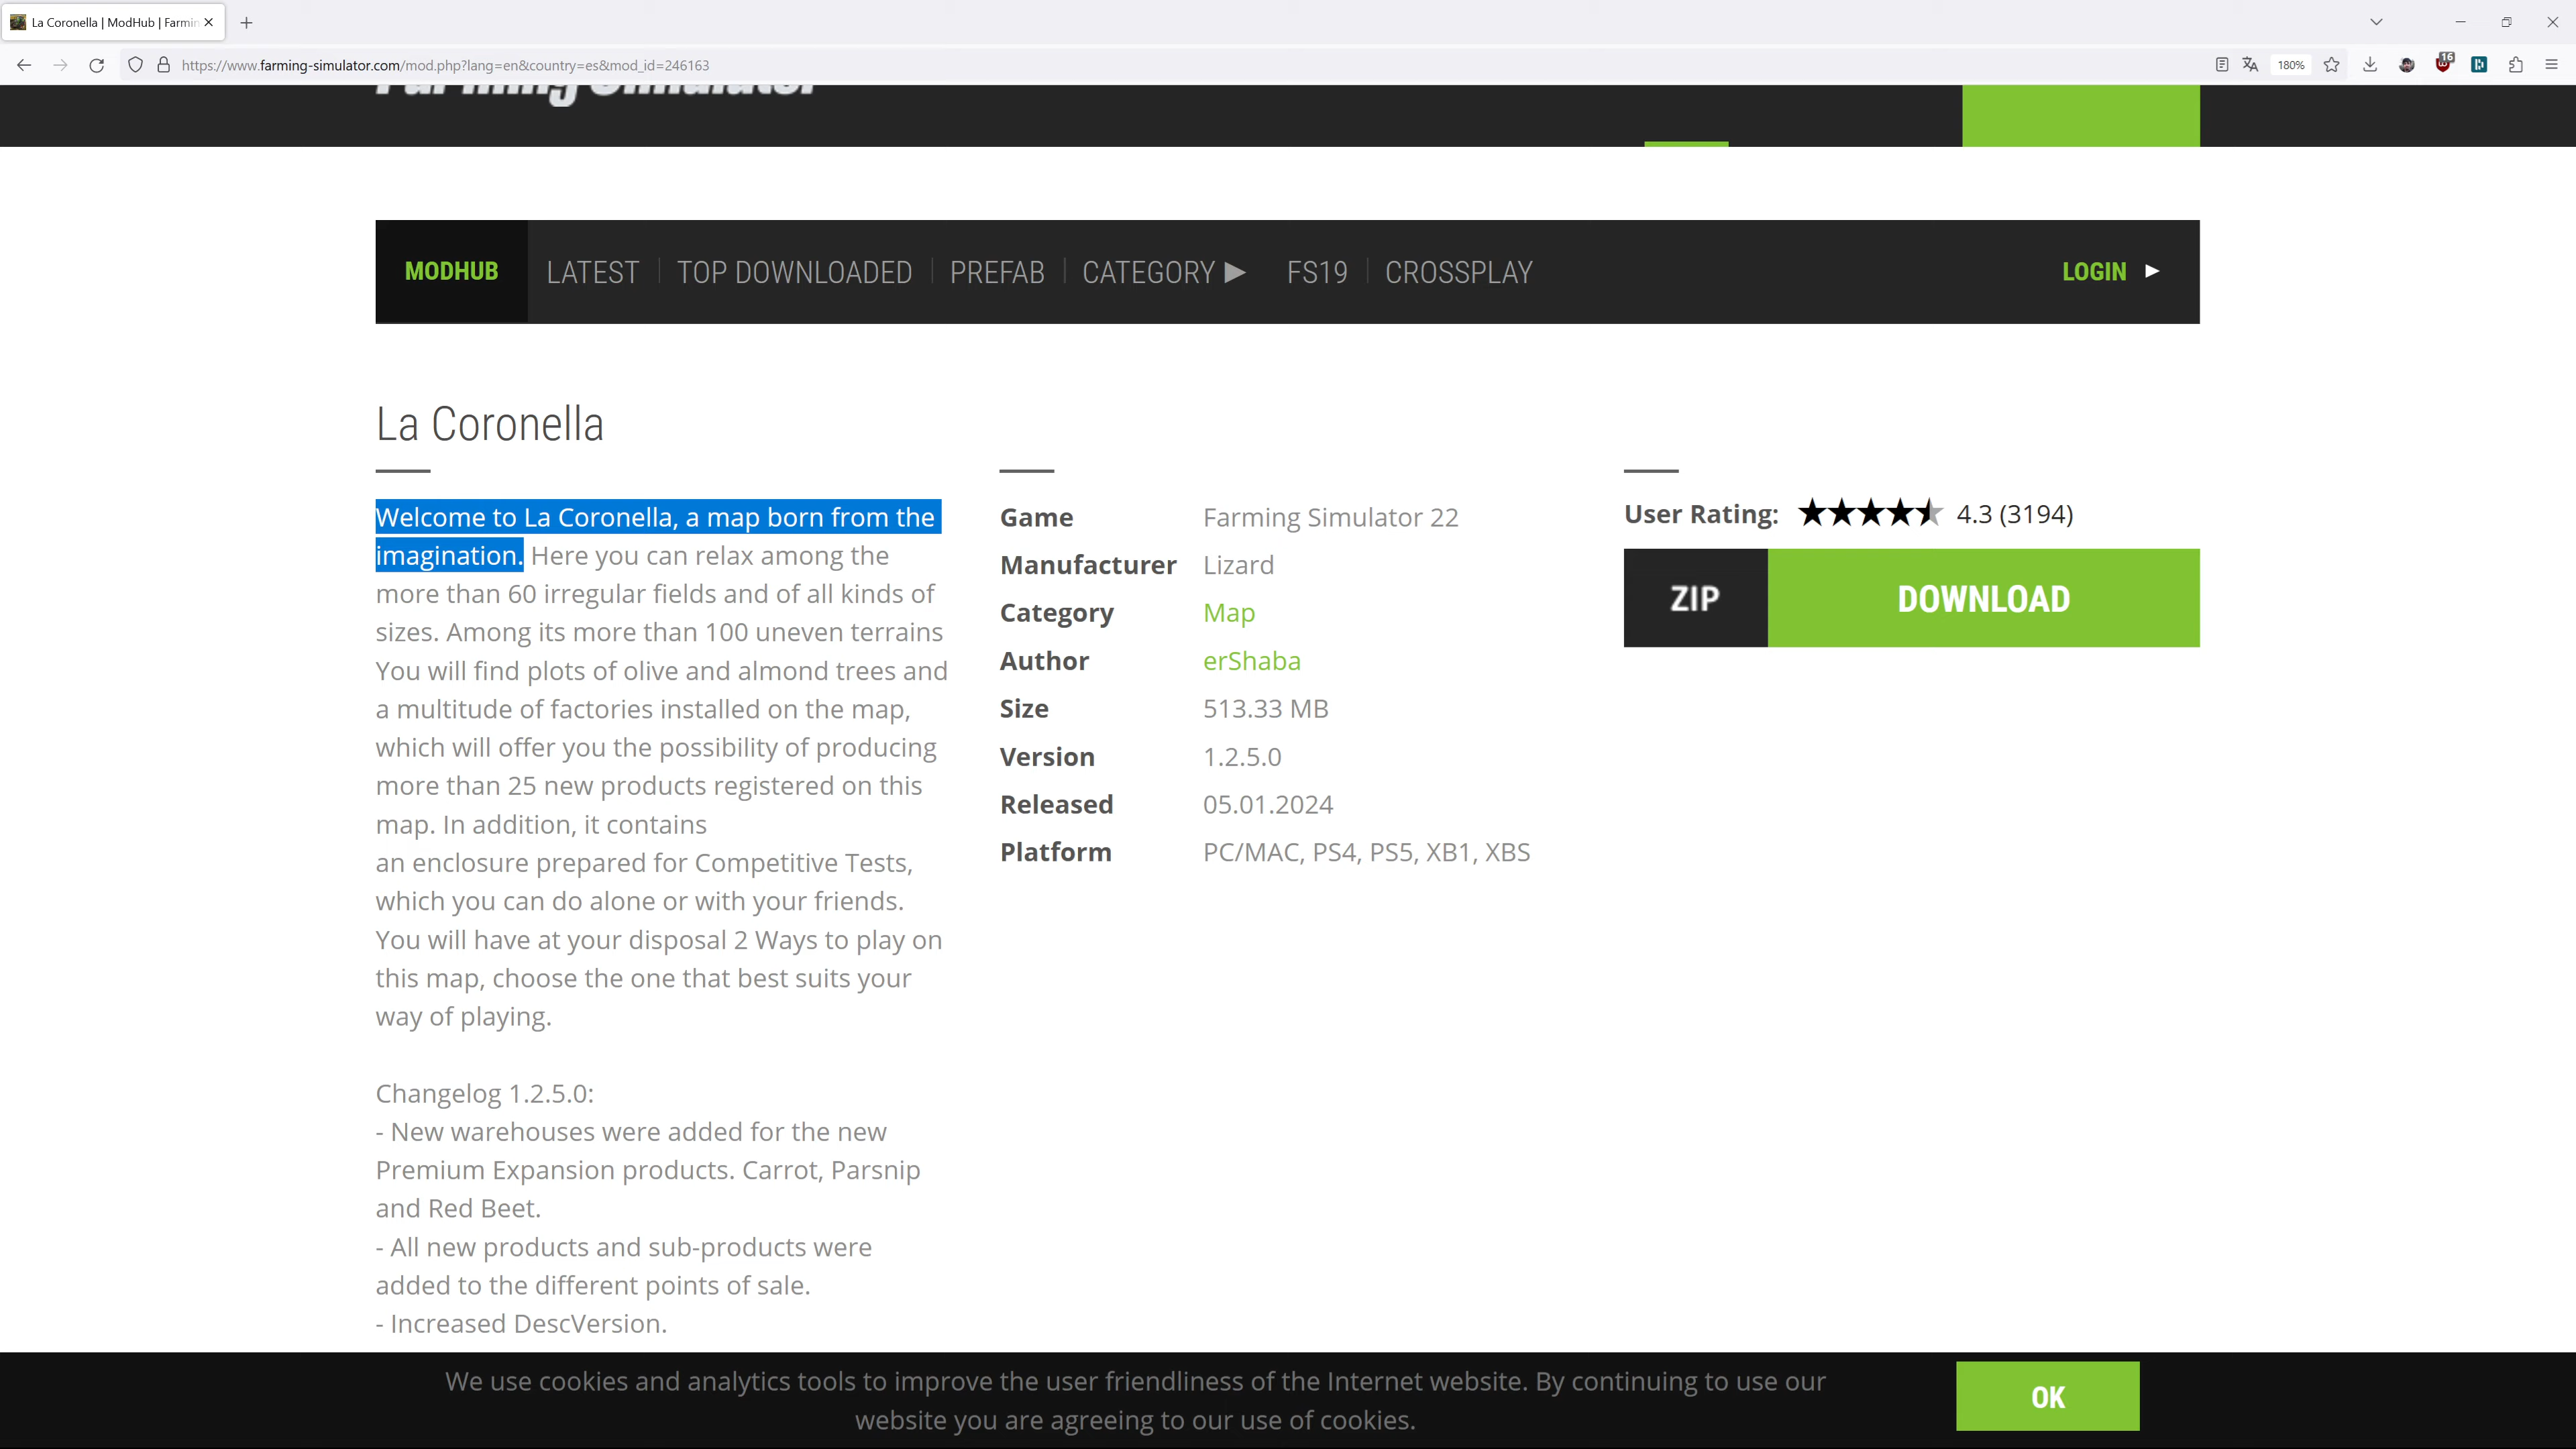 La Coronella | ModHub | Farmin
https://www.farming-simulator.com/mod.php?lang=en&country=es&mod_id=246163
180%
16
Farming Simulator
MODHUB
LATEST
TOP DOWNLOADED
PREFAB
CATEGORY ▶
FS19
CROSSPLAY
LOGIN ▶
La Coronella
Welcome to La Coronella, a map born from the
imagination. Here you can relax among the
more than 60 irregular fields and of all kinds of
sizes. Among its more than 100 uneven terrains
You will find plots of olive and almond trees and
a multitude of factories installed on the map,
which will offer you the possibility of producing
more than 25 new products registered on this
map. In addition, it contains
an enclosure prepared for Competitive Tests,
which you can do alone or with your friends.
You will have at your disposal 2 Ways to play on
this map, choose the one that best suits your
way of playing.
Changelog 1.2.5.0:
- New warehouses were added for the new
Premium Expansion products. Carrot, Parsnip
and Red Beet.
- All new products and sub-products were
added to the different points of sale.
- Increased DescVersion.
Game Farming Simulator 22
Manufacturer Lizard
Category Map
Author erShaba
Size 513.33 MB
Version 1.2.5.0
Released 05.01.2024
Platform PC/MAC, PS4, PS5, XB1, XBS
User Rating: 4.3 (3194)
ZIP DOWNLOAD
We use cookies and analytics tools to improve the user friendliness of the Internet website. By continuing to use our
website you are agreeing to our use of cookies.
OK